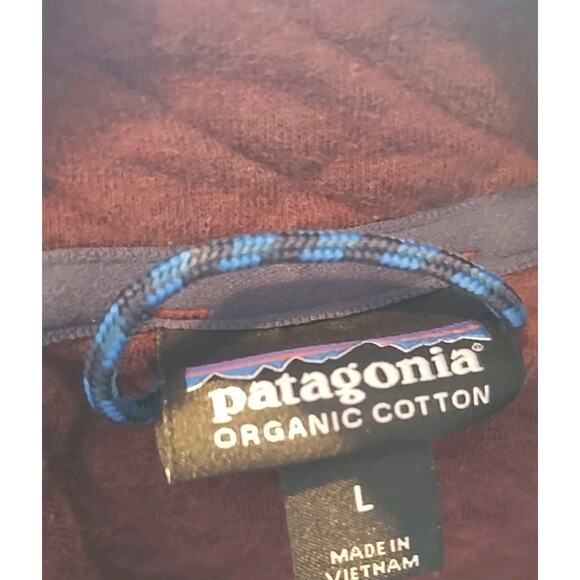 patagonia®
ORGANIC COTTON
L
MADE IN
VIETNAM